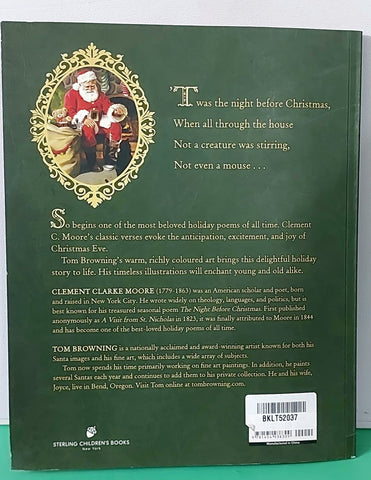 'Twas the night before Christmas,
When all through the house
Not a creature was stirring,
Not even a mouse . . .
So begins one of the most beloved holiday poems of all time. Clement
C. Moore's classic verses evoke the anticipation, excitement, and joy of
Christmas Eve.
Tom Browning's warm, richly coloured art brings this delightful holiday
story to life. His timeless illustrations will enchant young and old alike.
CLEMENT CLARKE MOORE (1779-1863) was an American scholar and poet, born
and raised in New York City. He wrote widely on theology, languages, and politics, but is
best known for his treasured seasonal poem The Night Before Christmas. First published
anonymously as A Visit from St. Nicholas in 1823, it was finally attributed to Moore in 1844
and has become one of the best-loved holiday poems of all time.
TOM BROWNING is a nationally acclaimed and award-winning artist known for both his
Santa images and his fine art, which includes a wide array of subjects.
Tom now spends his time primarily working on fine art paintings. In addition, he paints
several Santas each year and continues to add them to his private collection. He and his wife,
Joyce, live in Bend, Oregon. Visit Tom online at tombrowning.com.
BKLT52037
Manufactured in China
STERLING CHILDREN'S BOOKS
New York